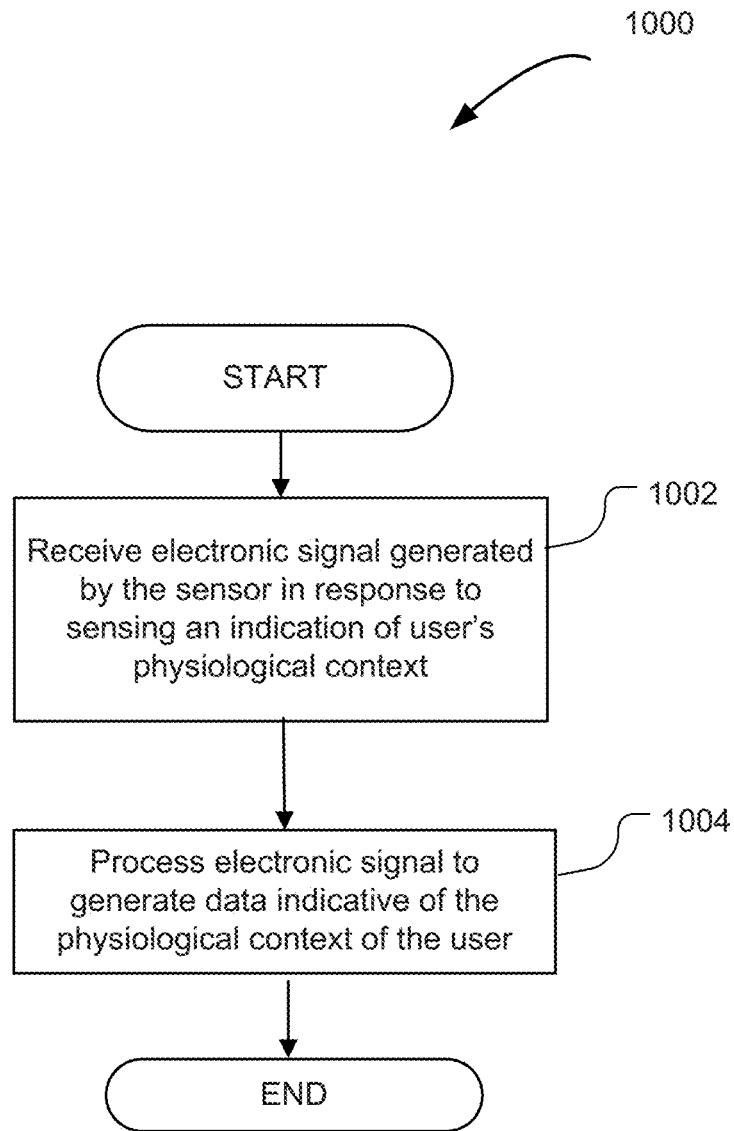 1000
START
1002
Receive electronic signal generated
by the sensor in response to
sensing an indication of user's
physiological context
1004
Process electronic signal to
generate data indicative of the
physiological context of the user
END